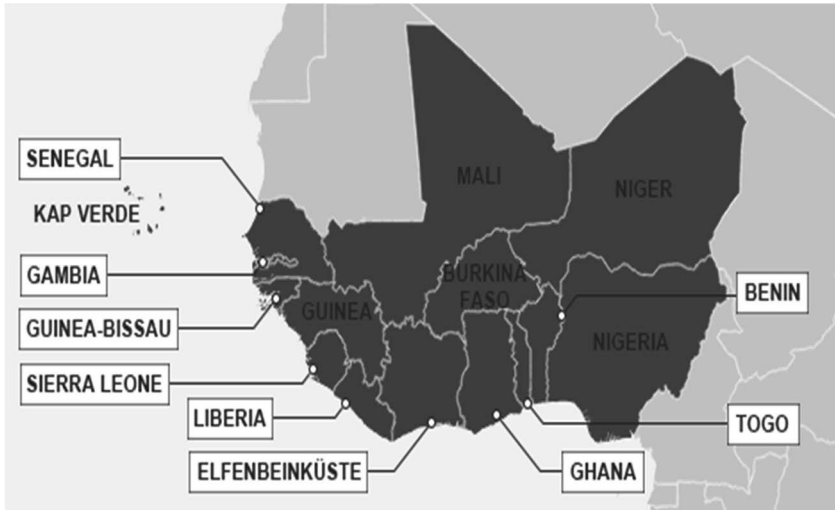 SENEGAL
MALI
NIGER
KAP VERDE
GAMBIA
BURKINA
FASO
BENIN
GUINEA
GUINEA-BISSAU
NIGERIA
SIERRA LEONE
LIBERIA
TOGO
ELFENBEINKÜSTE
GHANA